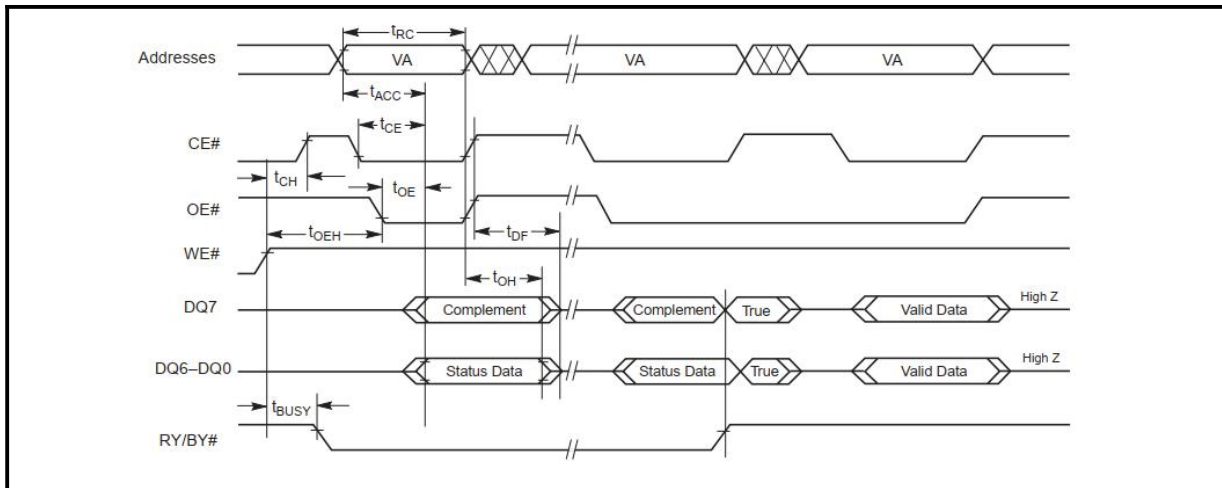 tRC
Addresses VA VA VA
tACC
tCE
CE#
tCH tOE
OE#
tOEH tDF
WE#
tOH
DQ7 Complement Complement True Valid Data High Z
DQ6–DQ0 Status Data Status Data True Valid Data High Z
tBUSY
RY/BY#